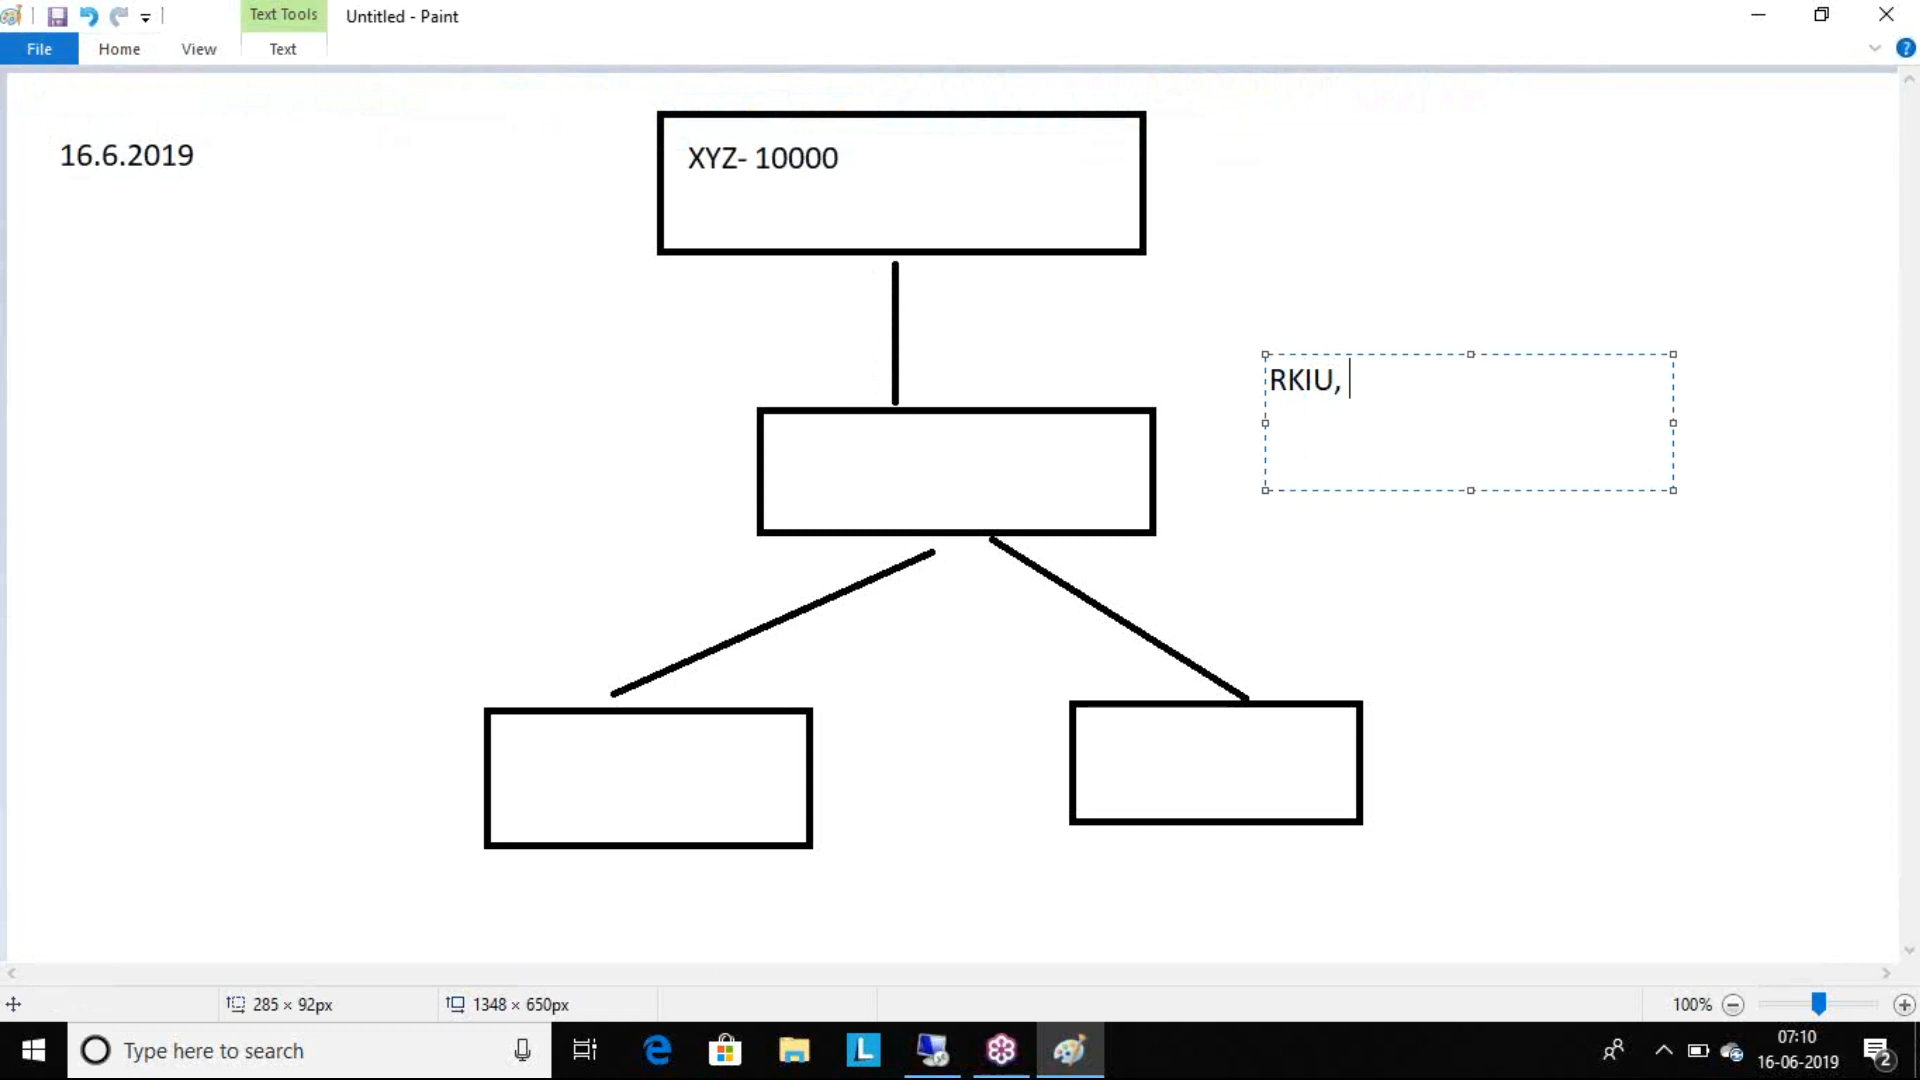 Text Tools
Untitled - Paint
File
Home
View
Text
16.6.2019
XYZ- 10000
RKIU,
285 × 92px
1348 × 650px
100%
Type here to search
L
07:10
16-06-2019
2